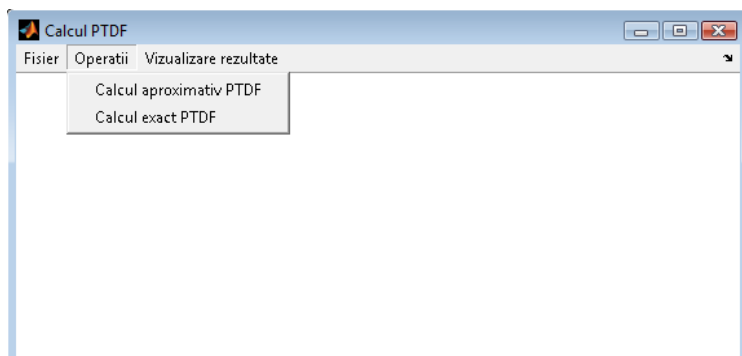 Calcul PTDF
Fisier Operatii Vizualizare rezultate
Calcul aproximativ PTDF
Calcul exact PTDF